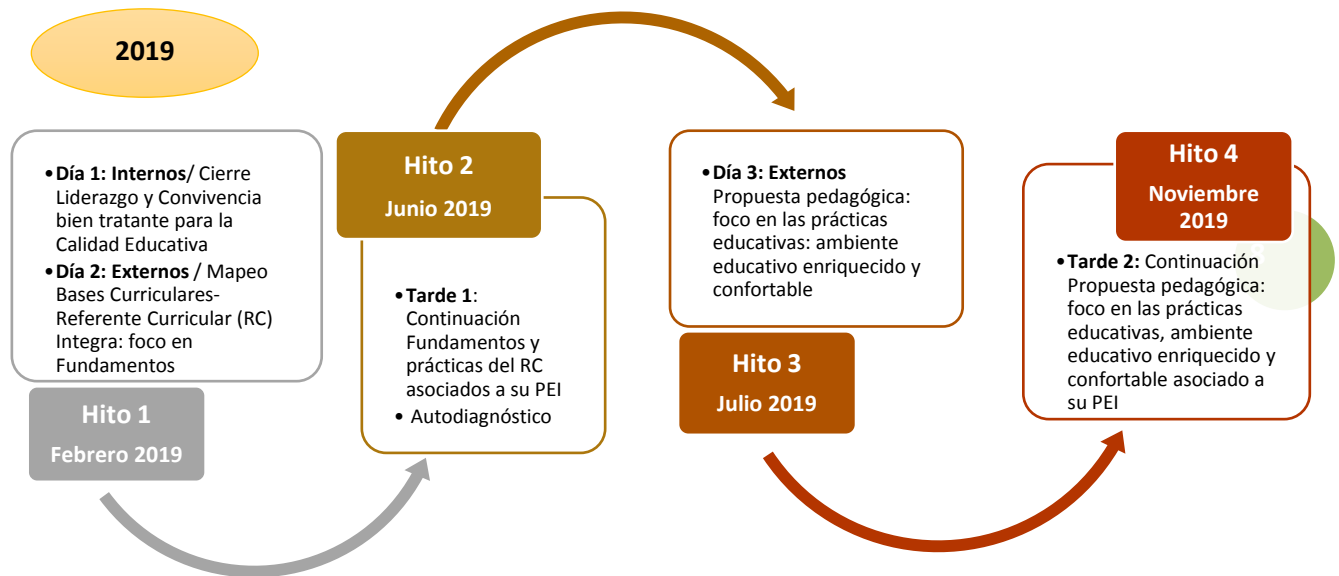 2019
•Día 1: Internos/ Cierre
Liderazgo y Convivencia
bien tratante para la
Calidad Educativa
•Día 2: Externos / Mapeo
Bases Curriculares-
Referente Curricular (RC)
Integra: foco en
Fundamentos
Hito 1
Febrero 2019
Hito 2
Junio 2019
•Tarde 1:
Continuación
Fundamentos y
prácticas del RC
asociados a su PEI
• Autodiagnóstico
•Día 3: Externos
Propuesta pedagógica:
foco en las prácticas
educativas: ambiente
educativo enriquecido y
confortable
Hito 3
Julio 2019
Hito 4
Noviembre
2019
•Tarde 2: Continuación
Propuesta pedagógica:
foco en las prácticas
educativas, ambiente
educativo enriquecido y
confortable asociado a
su PEI